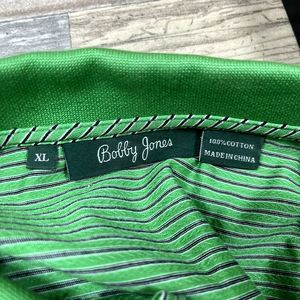 XL
Bobby Jones
100% COTTON
MADE IN CHINA